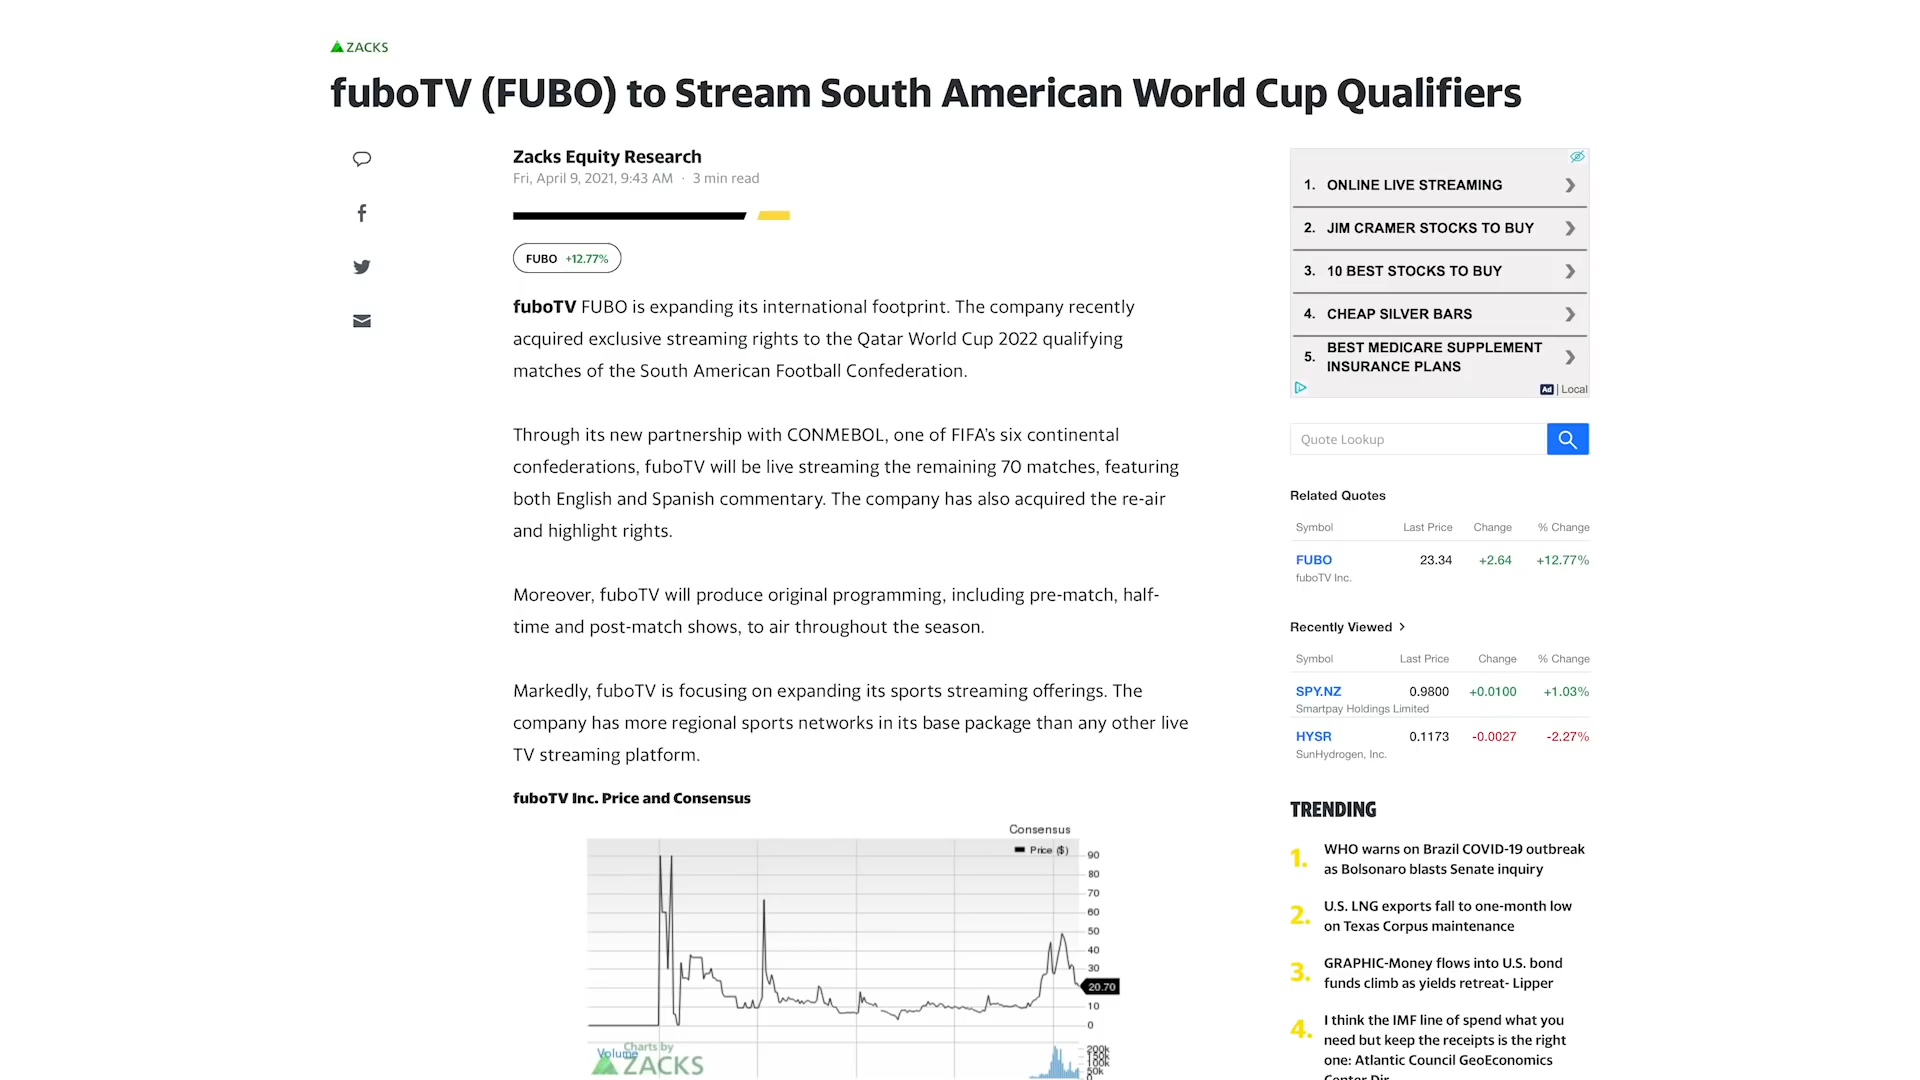 ZACKS
fuboTV (FUBO) to Stream South American World Cup Qualifiers
Zacks Equity Research
Fri, April 9, 2021, 9:43 AM · 3 min read
FUBO +12.77%
fuboTV FUBO is expanding its international footprint. The company recently
acquired exclusive streaming rights to the Qatar World Cup 2022 qualifying
matches of the South American Football Confederation.
Through its new partnership with CONMEBOL, one of FIFA's six continental
confederations, fuboTV will be live streaming the remaining 70 matches, featuring
both English and Spanish commentary. The company has also acquired the re-air
and highlight rights.
Moreover, fuboTV will produce original programming, including pre-match, half-
time and post-match shows, to air throughout the season.
Markedly, fuboTV is focusing on expanding its sports streaming offerings. The
company has more regional sports networks in its base package than any other live
TV streaming platform.
fuboTV Inc. Price and Consensus
Consensus
Price ($)
90
80
70
60
50
40
30
20.70
10
0
Volume
Charts by
ZACKS
200k
150k
100k
50k
0
1. ONLINE LIVE STREAMING
2. JIM CRAMER STOCKS TO BUY
3. 10 BEST STOCKS TO BUY
4. CHEAP SILVER BARS
5. BEST MEDICARE SUPPLEMENT
INSURANCE PLANS
Ad | Local
Quote Lookup
Related Quotes
Symbol Last Price Change % Change
FUBO 23.34 +2.64 +12.77%
fuboTV Inc.
Recently Viewed
Symbol Last Price Change % Change
SPY.NZ 0.9800 +0.0100 +1.03%
Smartpay Holdings Limited
HYSR 0.1173 -0.0027 -2.27%
SunHydrogen, Inc.
TRENDING
1. WHO warns on Brazil COVID-19 outbreak
as Bolsonaro blasts Senate inquiry
2. U.S. LNG exports fall to one-month low
on Texas Corpus maintenance
3. GRAPHIC-Money flows into U.S. bond
funds climb as yields retreat- Lipper
4. I think the IMF line of spend what you
need but keep the receipts is the right
one: Atlantic Council GeoEconomics
Center Dir